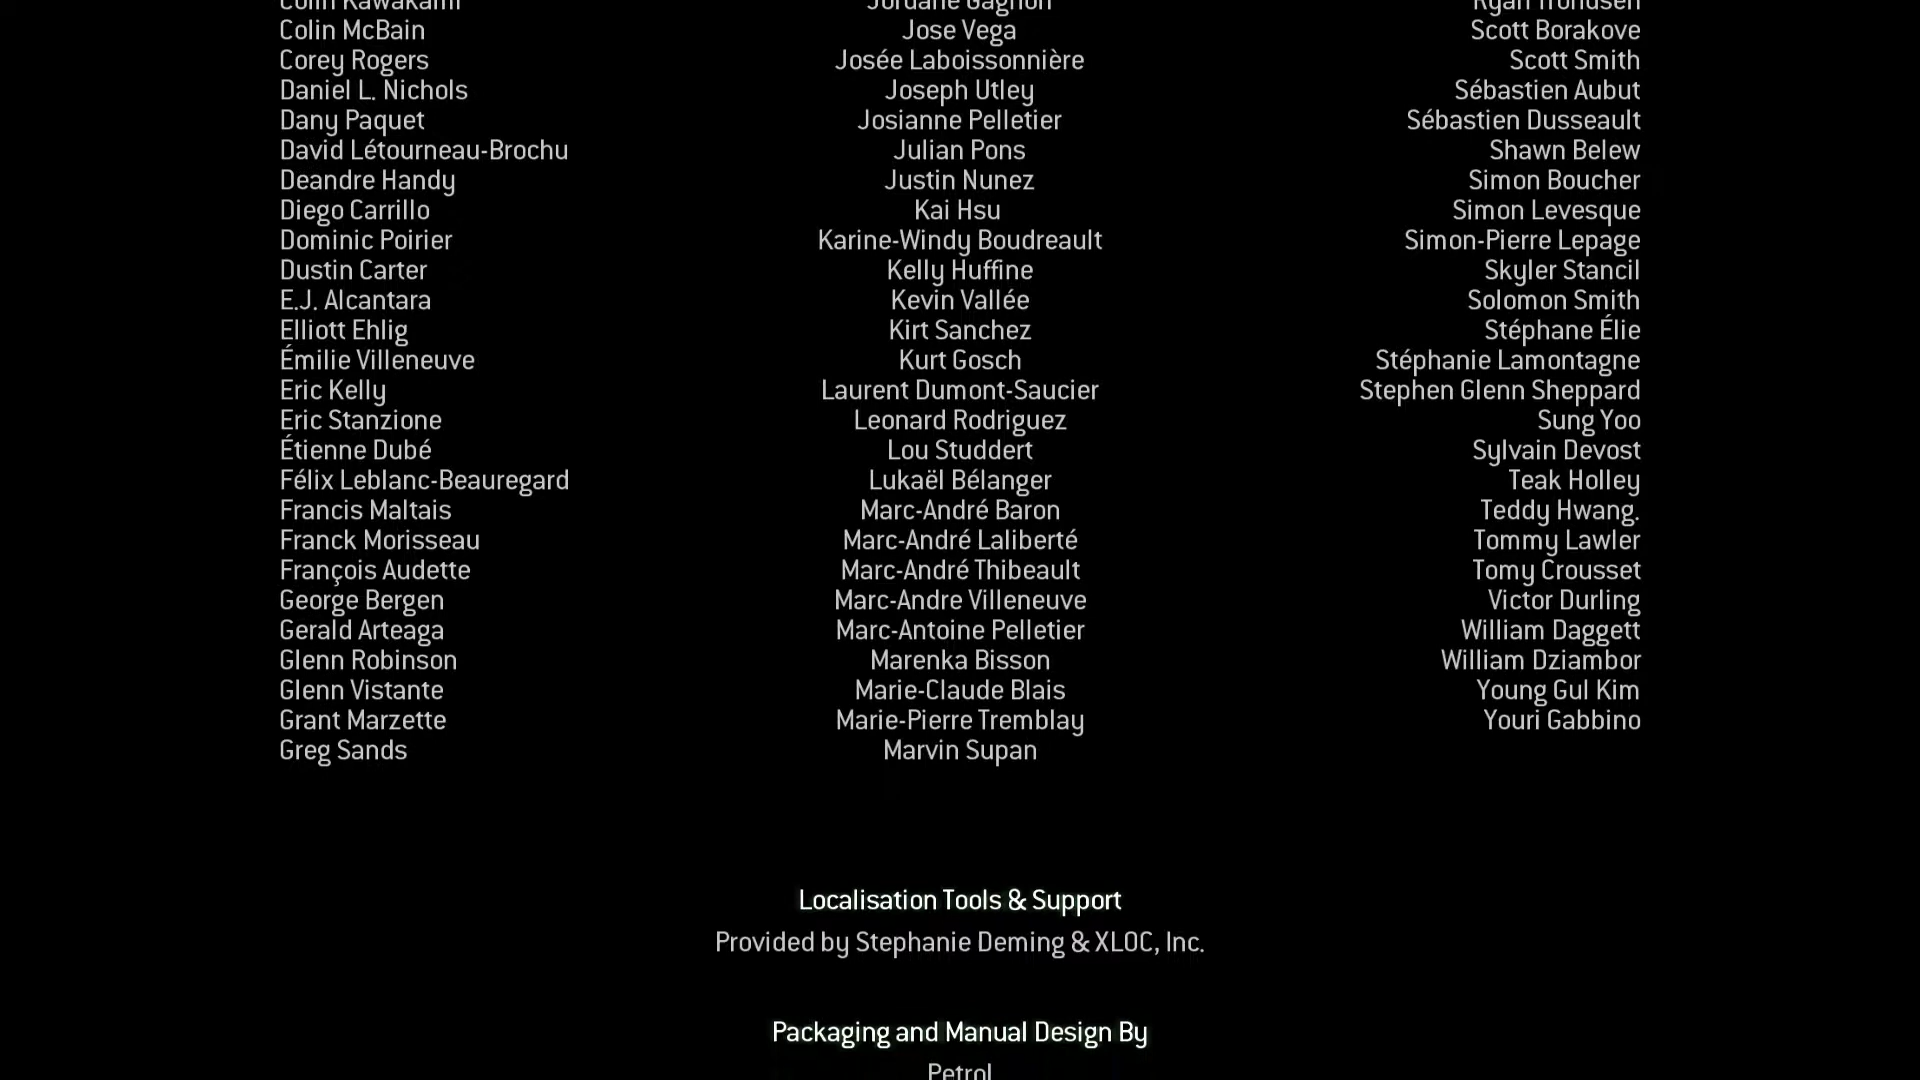 Colin Kawakami
Colin McBain
Corey Rogers
Daniel L. Nichols
Dany Paquet
David Létourneau-Brochu
Deandre Handy
Diego Carrillo
Dominic Poirier
Dustin Carter
E.J. Alcantara
Elliott Ehlig
Émilie Villeneuve
Eric Kelly
Eric Stanzione
Étienne Dubé
Félix Leblanc-Beauregard
Francis Maltais
Franck Morisseau
François Audette
George Bergen
Gerald Arteaga
Glenn Robinson
Glenn Vistante
Grant Marzette
Greg Sands
Jordane Gagnon
Jose Vega
Josée Laboissonnière
Joseph Utley
Josianne Pelletier
Julian Pons
Justin Nunez
Kai Hsu
Karine-Windy Boudreault
Kelly Huffine
Kevin Vallée
Kirt Sanchez
Kurt Gosch
Laurent Dumont-Saucier
Leonard Rodriguez
Lou Studdert
Lukaël Bélanger
Marc-André Baron
Marc-André Laliberté
Marc-André Thibeault
Marc-Andre Villeneuve
Marc-Antoine Pelletier
Marenka Bisson
Marie-Claude Blais
Marie-Pierre Tremblay
Marvin Supan
Ryan Trondsen
Scott Borakove
Scott Smith
Sébastien Aubut
Sébastien Dusseault
Shawn Belew
Simon Boucher
Simon Levesque
Simon-Pierre Lepage
Skyler Stancil
Solomon Smith
Stéphane Élie
Stéphanie Lamontagne
Stephen Glenn Sheppard
Sung Yoo
Sylvain Devost
Teak Holley
Teddy Hwang.
Tommy Lawler
Tomy Crousset
Victor Durling
William Daggett
William Dziambor
Young Gul Kim
Youri Gabbino
Localisation Tools & Support
Provided by Stephanie Deming & XLOC, Inc.
Packaging and Manual Design By
Petrol